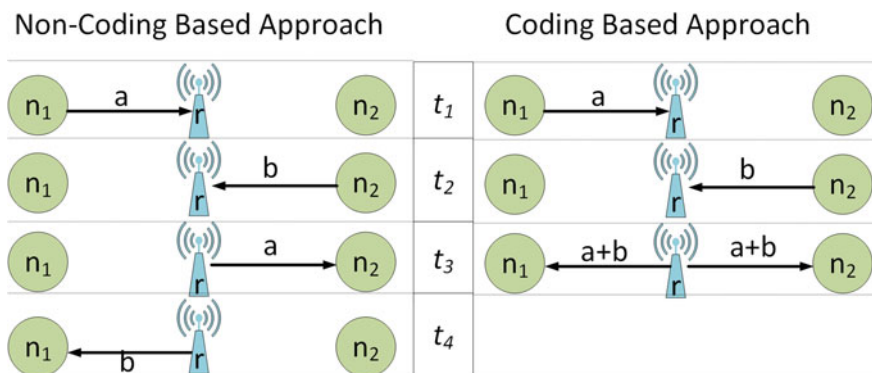 Non-Coding Based Approach Coding Based Approach
n1 a r n2 t1 n1 a r n2
n1 r b n2 t2 n1 r b n2
n1 r a n2 t3 n1 a+b r a+b n2
n1 b r n2 t4